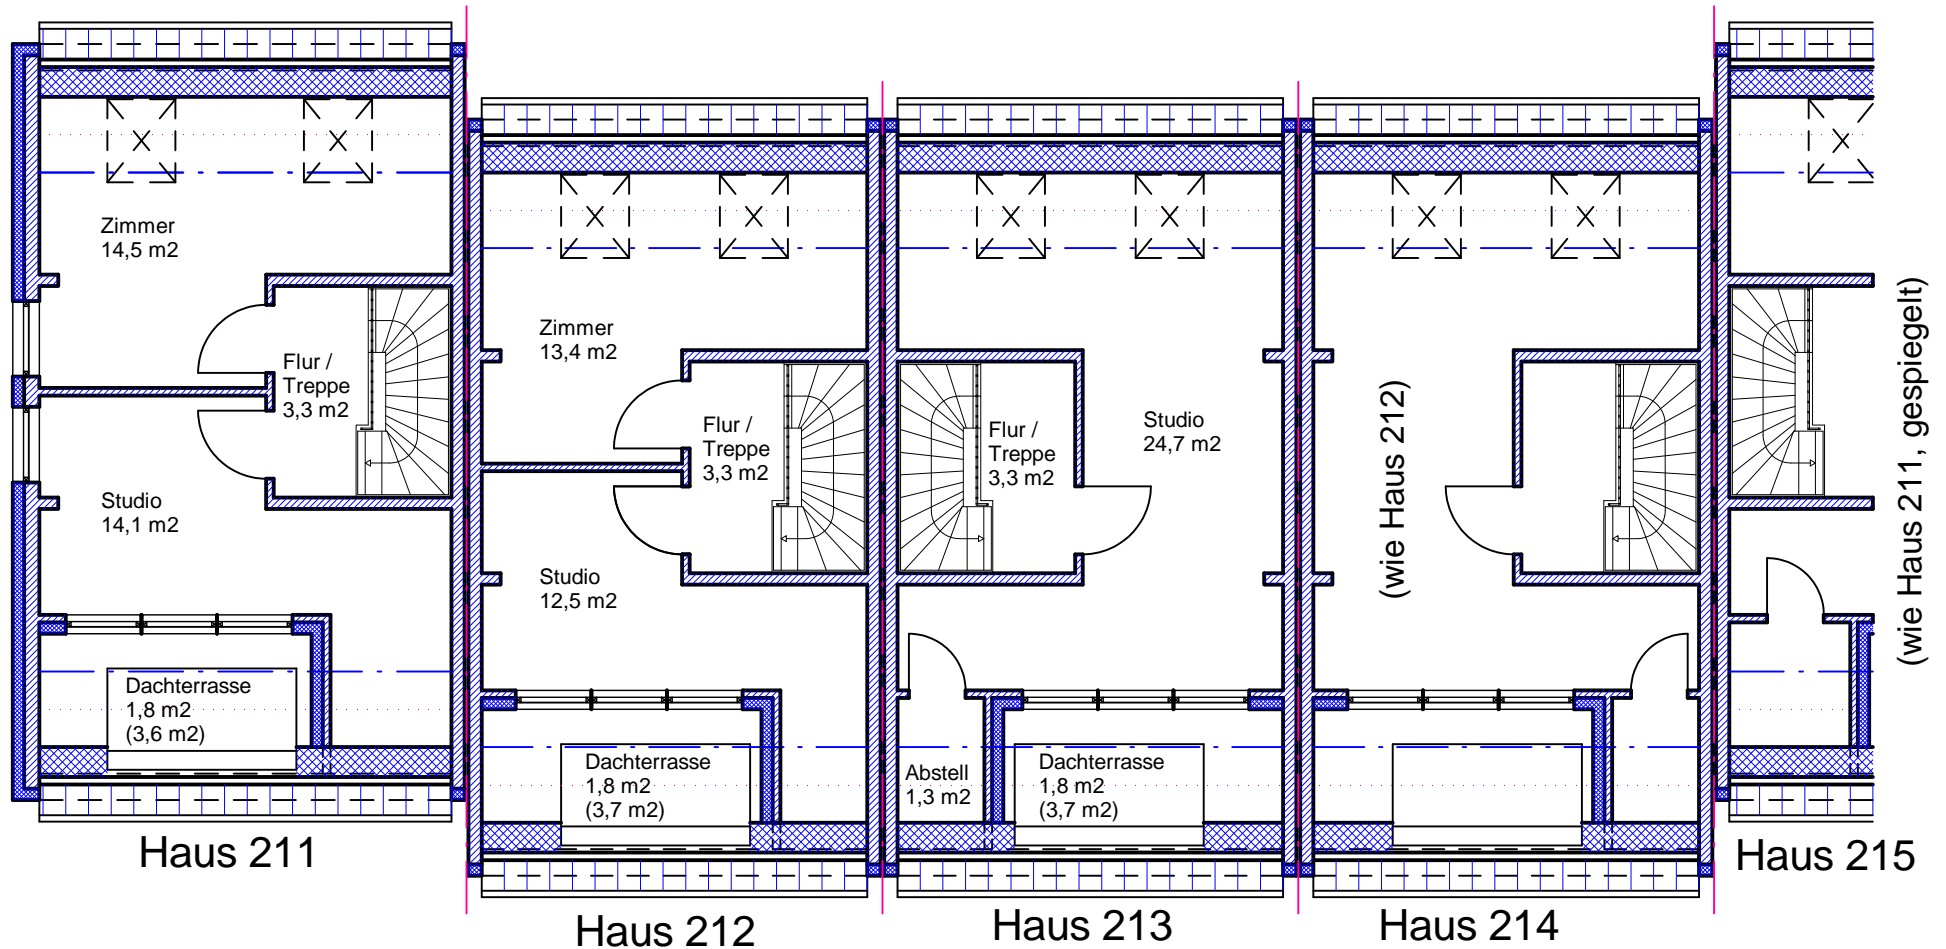 Zimmer
14,5 m2
Flur /
Treppe
3,3 m2
Studio
14,1 m2
Dachterrasse
1,8 m2
(3,6 m2)
Haus 211
Zimmer
13,4 m2
Flur /
Treppe
3,3 m2
Studio
12,5 m2
Dachterrasse
1,8 m2
(3,7 m2)
Haus 212
Flur /
Treppe
3,3 m2
Studio
24,7 m2
Abstell
1,3 m2
Dachterrasse
1,8 m2
(3,7 m2)
Haus 213
(wie Haus 212)
Haus 214
(wie Haus 211, gespiegelt)
Haus 215